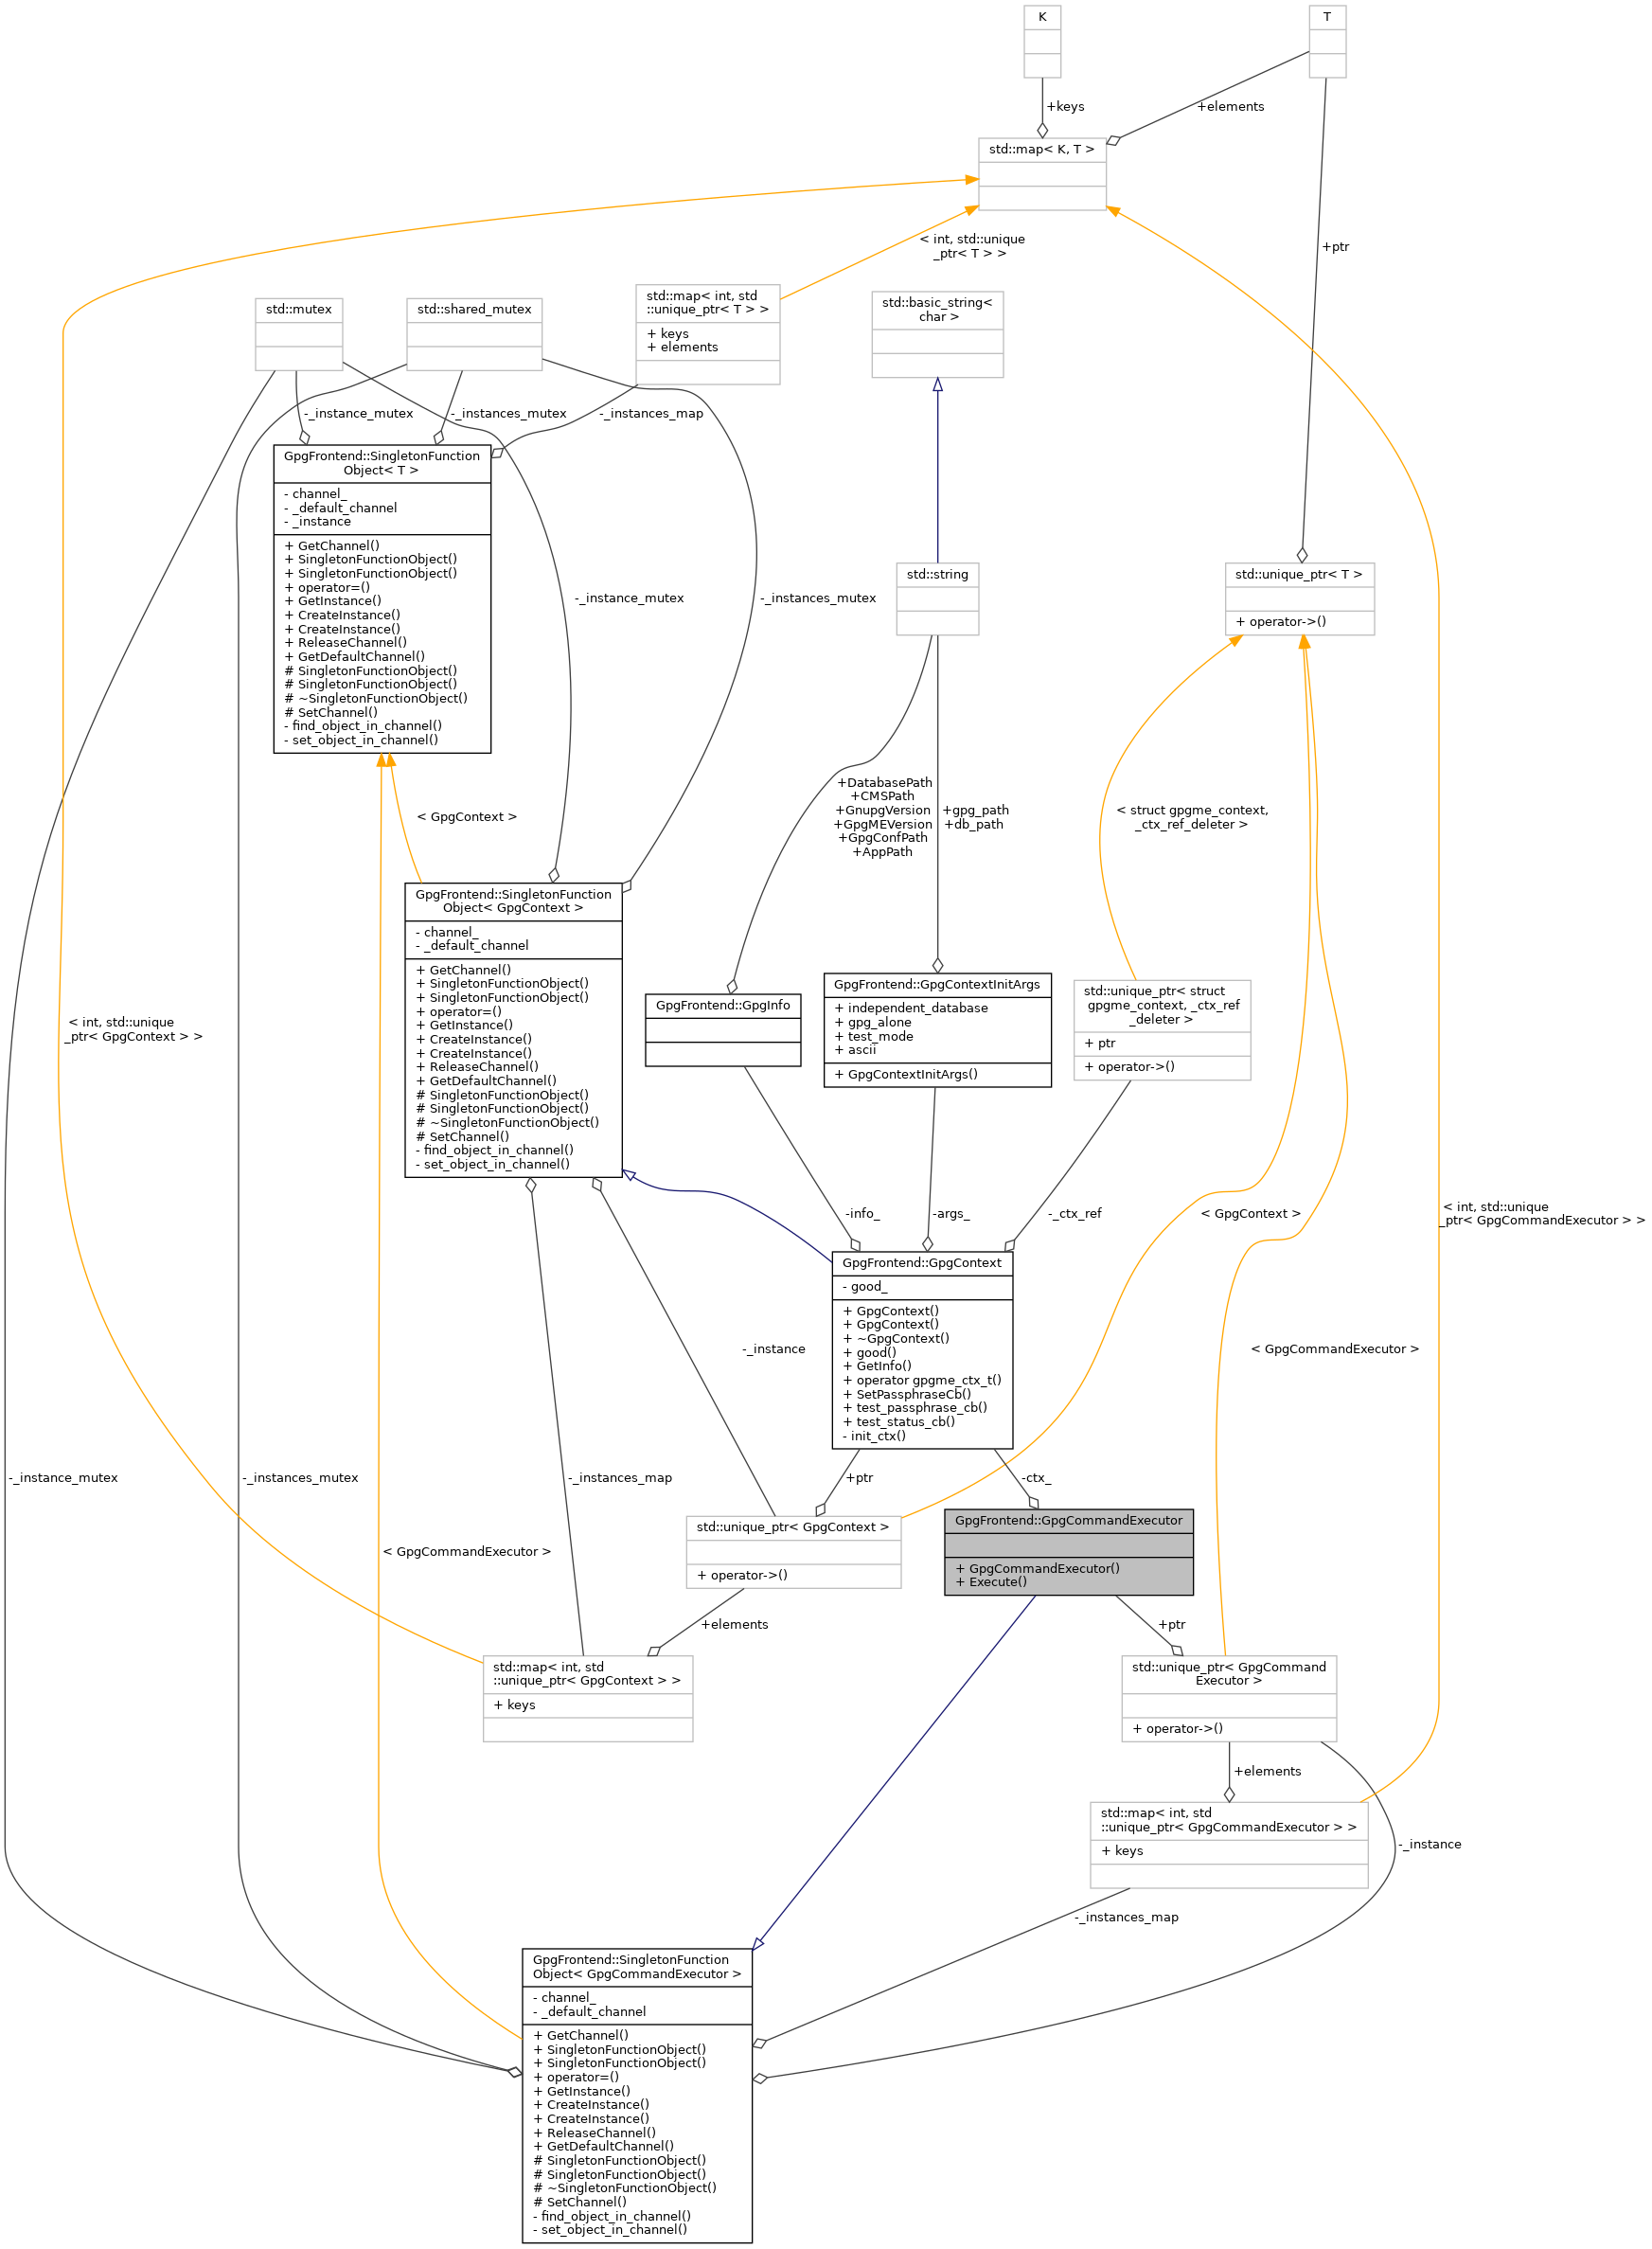 K
T
+keys
+elements
std::map< K, T >
< int, std::unique
_ptr< T > >
+ptr
std::mutex
std::shared_mutex
std::map< int, std
::unique_ptr< T > >
+ keys
+ elements
std::basic_string<
char >
-_instance_mutex
-_instances_mutex
-_instances_map
GpgFrontend::SingletonFunction
Object< T >
- channel_
- _default_channel
- _instance
+ GetChannel()
+ SingletonFunctionObject()
+ SingletonFunctionObject()
+ operator=()
+ GetInstance()
+ CreateInstance()
+ CreateInstance()
+ ReleaseChannel()
+ GetDefaultChannel()
# SingletonFunctionObject()
# SingletonFunctionObject()
# ~SingletonFunctionObject()
# SetChannel()
- find_object_in_channel()
- set_object_in_channel()
-_instance_mutex
-_instances_mutex
std::string
std::unique_ptr< T >
+ operator->()
< GpgContext >
+DatabasePath
+CMSPath
+GnupgVersion
+GpgMEVersion
+GpgConfPath
+AppPath
+gpg_path
+db_path
< struct gpgme_context,
_ctx_ref_deleter >
GpgFrontend::SingletonFunction
Object< GpgContext >
- channel_
- _default_channel
+ GetChannel()
+ SingletonFunctionObject()
+ SingletonFunctionObject()
+ operator=()
+ GetInstance()
+ CreateInstance()
+ CreateInstance()
+ ReleaseChannel()
+ GetDefaultChannel()
# SingletonFunctionObject()
# SingletonFunctionObject()
# ~SingletonFunctionObject()
# SetChannel()
- find_object_in_channel()
- set_object_in_channel()
GpgFrontend::GpgInfo
GpgFrontend::GpgContextInitArgs
+ independent_database
+ gpg_alone
+ test_mode
+ ascii
+ GpgContextInitArgs()
std::unique_ptr< struct
gpgme_context, _ctx_ref
_deleter >
+ ptr
+ operator->()
< int, std::unique
_ptr< GpgContext > >
-info_
-args_
-_ctx_ref
< GpgContext >
< int, std::unique
_ptr< GpgCommandExecutor > >
GpgFrontend::GpgContext
- good_
+ GpgContext()
+ GpgContext()
+ ~GpgContext()
+ good()
+ GetInfo()
+ operator gpgme_ctx_t()
+ SetPassphraseCb()
+ test_passphrase_cb()
+ test_status_cb()
- init_ctx()
-_instance
< GpgCommandExecutor >
-_instance_mutex
-_instances_mutex
-_instances_map
+ptr
-ctx_
< GpgCommandExecutor >
std::unique_ptr< GpgContext >
+ operator->()
GpgFrontend::GpgCommandExecutor
+ GpgCommandExecutor()
+ Execute()
+elements
+ptr
std::map< int, std
::unique_ptr< GpgContext > >
+ keys
std::unique_ptr< GpgCommand
Executor >
+ operator->()
+elements
std::map< int, std
::unique_ptr< GpgCommandExecutor > >
+ keys
-_instance
-_instances_map
GpgFrontend::SingletonFunction
Object< GpgCommandExecutor >
- channel_
- _default_channel
+ GetChannel()
+ SingletonFunctionObject()
+ SingletonFunctionObject()
+ operator=()
+ GetInstance()
+ CreateInstance()
+ CreateInstance()
+ ReleaseChannel()
+ GetDefaultChannel()
# SingletonFunctionObject()
# SingletonFunctionObject()
# ~SingletonFunctionObject()
# SetChannel()
- find_object_in_channel()
- set_object_in_channel()